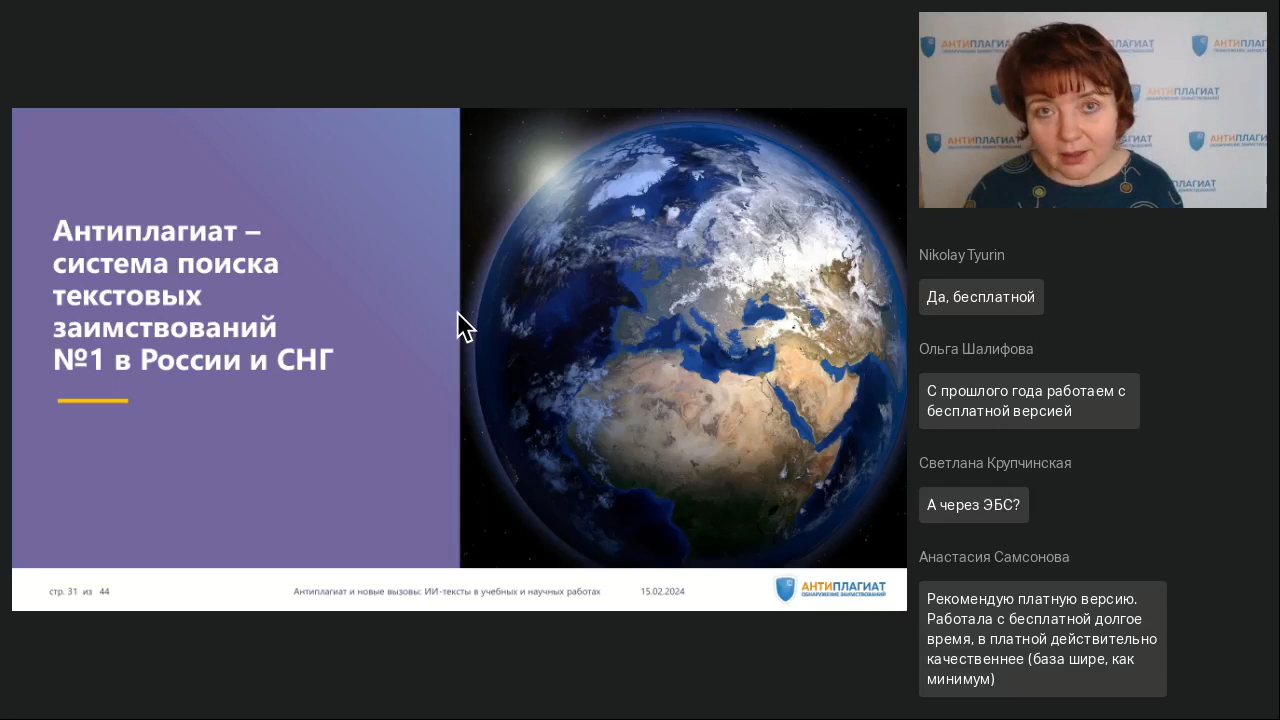 Антиплагиат –
система поиска
текстовых
заимствований
№1 в России и СНГ
стр. 31 из 44
Антиплагиат и новые вызовы: ИИ-тексты в учебных и научных работах
15.02.2024
АНТИПЛАГИАТ
ОБНАРУЖЕНИЕ ЗАИМСТВОВАНИЙ
Nikolay Tyurin
Да, бесплатной
Ольга Шалифова
С прошлого года работаем с
бесплатной версией
Светлана Крупчинская
А через ЭБС?
Анастасия Самсонова
Рекомендую платную версию.
Работала с бесплатной долгое
время, в платной действительно
качественнее (база шире, как
минимум)